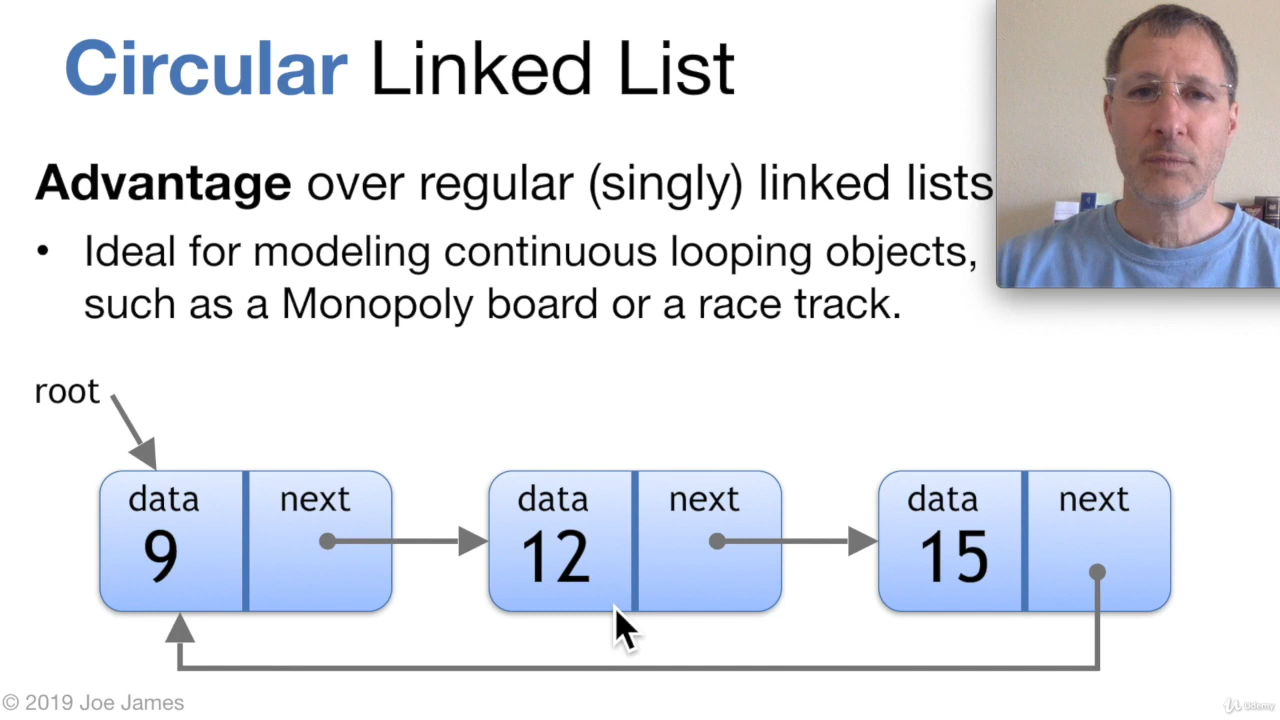 Circular Linked List
Advantage over regular (singly) linked lists
• Ideal for modeling continuous looping objects,
such as a Monopoly board or a race track.
root
data next data next data next
9 12 15
© 2019 Joe James
Udemy